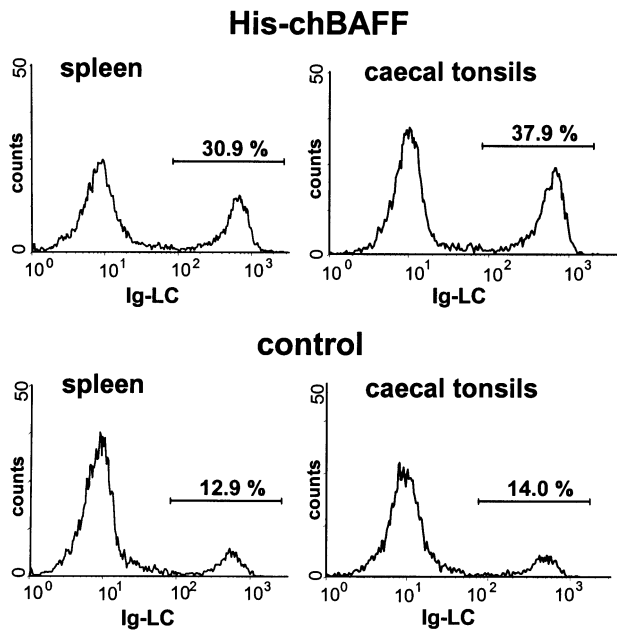 His-chBAFF
spleen
caecal tonsils
50
counts
0
30.9 %
10^0 10^1 10^2 10^3
Ig-LC
50
counts
0
37.9 %
10^0 10^1 10^2 10^3
Ig-LC
control
spleen
caecal tonsils
50
counts
0
12.9 %
10^0 10^1 10^2 10^3
Ig-LC
50
counts
0
14.0 %
10^0 10^1 10^2 10^3
Ig-LC